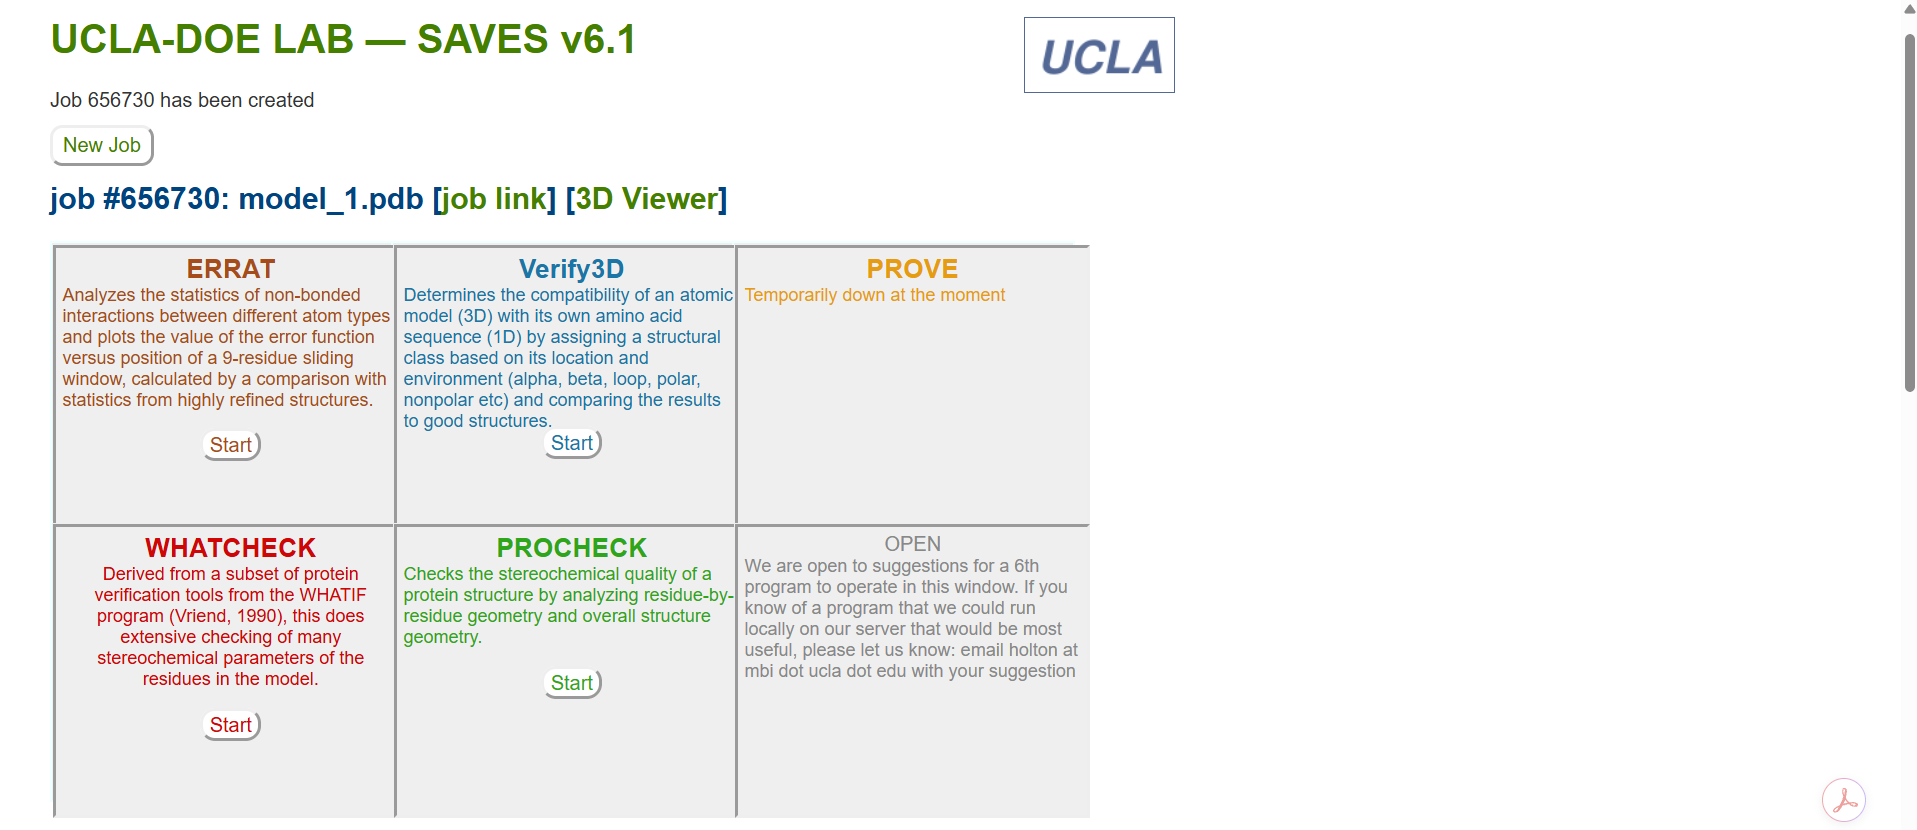 UCLA-DOE LAB — SAVES v6.1
UCLA
Job 656730 has been created
New Job
job #656730: model_1.pdb [job link] [3D Viewer]
ERRAT
Analyzes the statistics of non-bonded
interactions between different atom types
and plots the value of the error function
versus position of a 9-residue sliding
window, calculated by a comparison with
statistics from highly refined structures.
Start
Verify3D
Determines the compatibility of an atomic
model (3D) with its own amino acid
sequence (1D) by assigning a structural
class based on its location and
environment (alpha, beta, loop, polar,
nonpolar etc) and comparing the results
to good structures.
Start
PROVE
Temporarily down at the moment
WHATCHECK
Derived from a subset of protein
verification tools from the WHATIF
program (Vriend, 1990), this does
extensive checking of many
stereochemical parameters of the
residues in the model.
Start
PROCHECK
Checks the stereochemical quality of a
protein structure by analyzing residue-by-
residue geometry and overall structure
geometry.
Start
OPEN
We are open to suggestions for a 6th
program to operate in this window. If you
know of a program that we could run
locally on our server that would be most
useful, please let us know: email holton at
mbi dot ucla dot edu with your suggestion